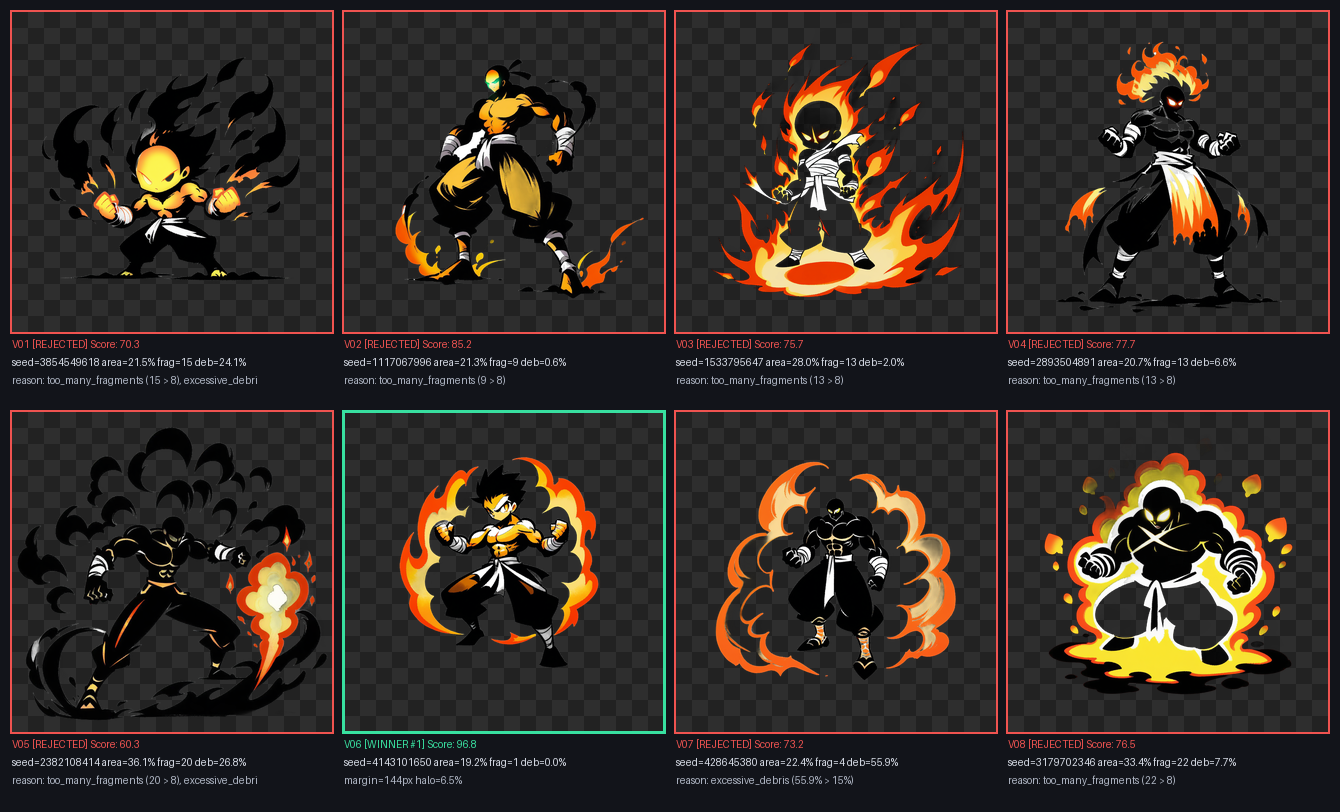 V01 [REJECTED] Score: 70.3
seed=3854549618 area=21.5% frag=15 deb=24.1%
reason: too_many_fragments (15 > 8), excessive_debri
V02 [REJECTED] Score: 85.2
seed=1117067996 area=21.3% frag=9 deb=0.6%
reason: too_many_fragments (9 > 8)
V03 [REJECTED] Score: 75.7
seed=1533795647 area=28.0% frag=13 deb=2.0%
reason: too_many_fragments (13 > 8)
V04 [REJECTED] Score: 77.7
seed=2893504891 area=20.7% frag=13 deb=6.6%
reason: too_many_fragments (13 > 8)
V05 [REJECTED] Score: 60.3
seed=2382108414 area=36.1% frag=20 deb=26.8%
reason: too_many_fragments (20 > 8), excessive_debri
V06 [WINNER #1] Score: 96.8
seed=4143101650 area=19.2% frag=1 deb=0.0%
margin=144px halo=6.5%
V07 [REJECTED] Score: 73.2
seed=428645380 area=22.4% frag=4 deb=55.9%
reason: excessive_debris (55.9% > 15%)
V08 [REJECTED] Score: 76.5
seed=3179702346 area=33.4% frag=22 deb=7.7%
reason: too_many_fragments (22 > 8)